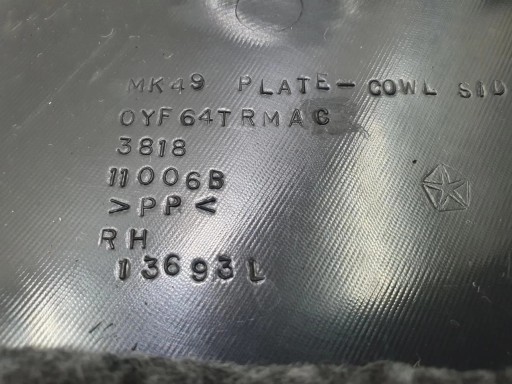 MK49 PLATE-COWL SID
0YF64TRMAC
3818
11006B
>PP<
RH
13693L